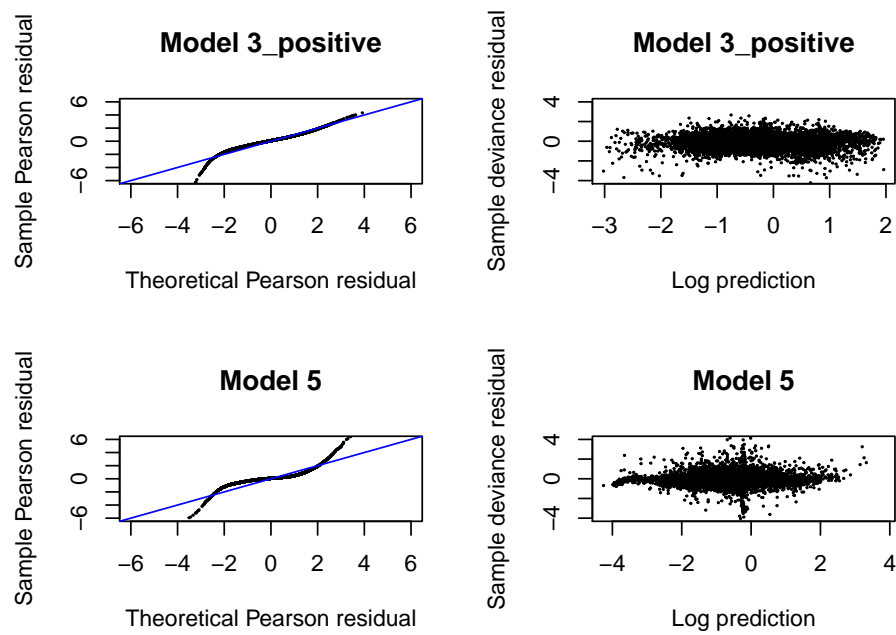 Model 3_positive
Sample Pearson residual
6
0
−6
−6 −4 −2 0 2 4 6
Theoretical Pearson residual
Model 3_positive
Sample deviance residual
4
0
−4
−3 −2 −1 0 1 2
Log prediction
Model 5
Sample Pearson residual
6
0
−6
−6 −4 −2 0 2 4 6
Theoretical Pearson residual
Model 5
Sample deviance residual
4
0
−4
−4 −2 0 2 4
Log prediction